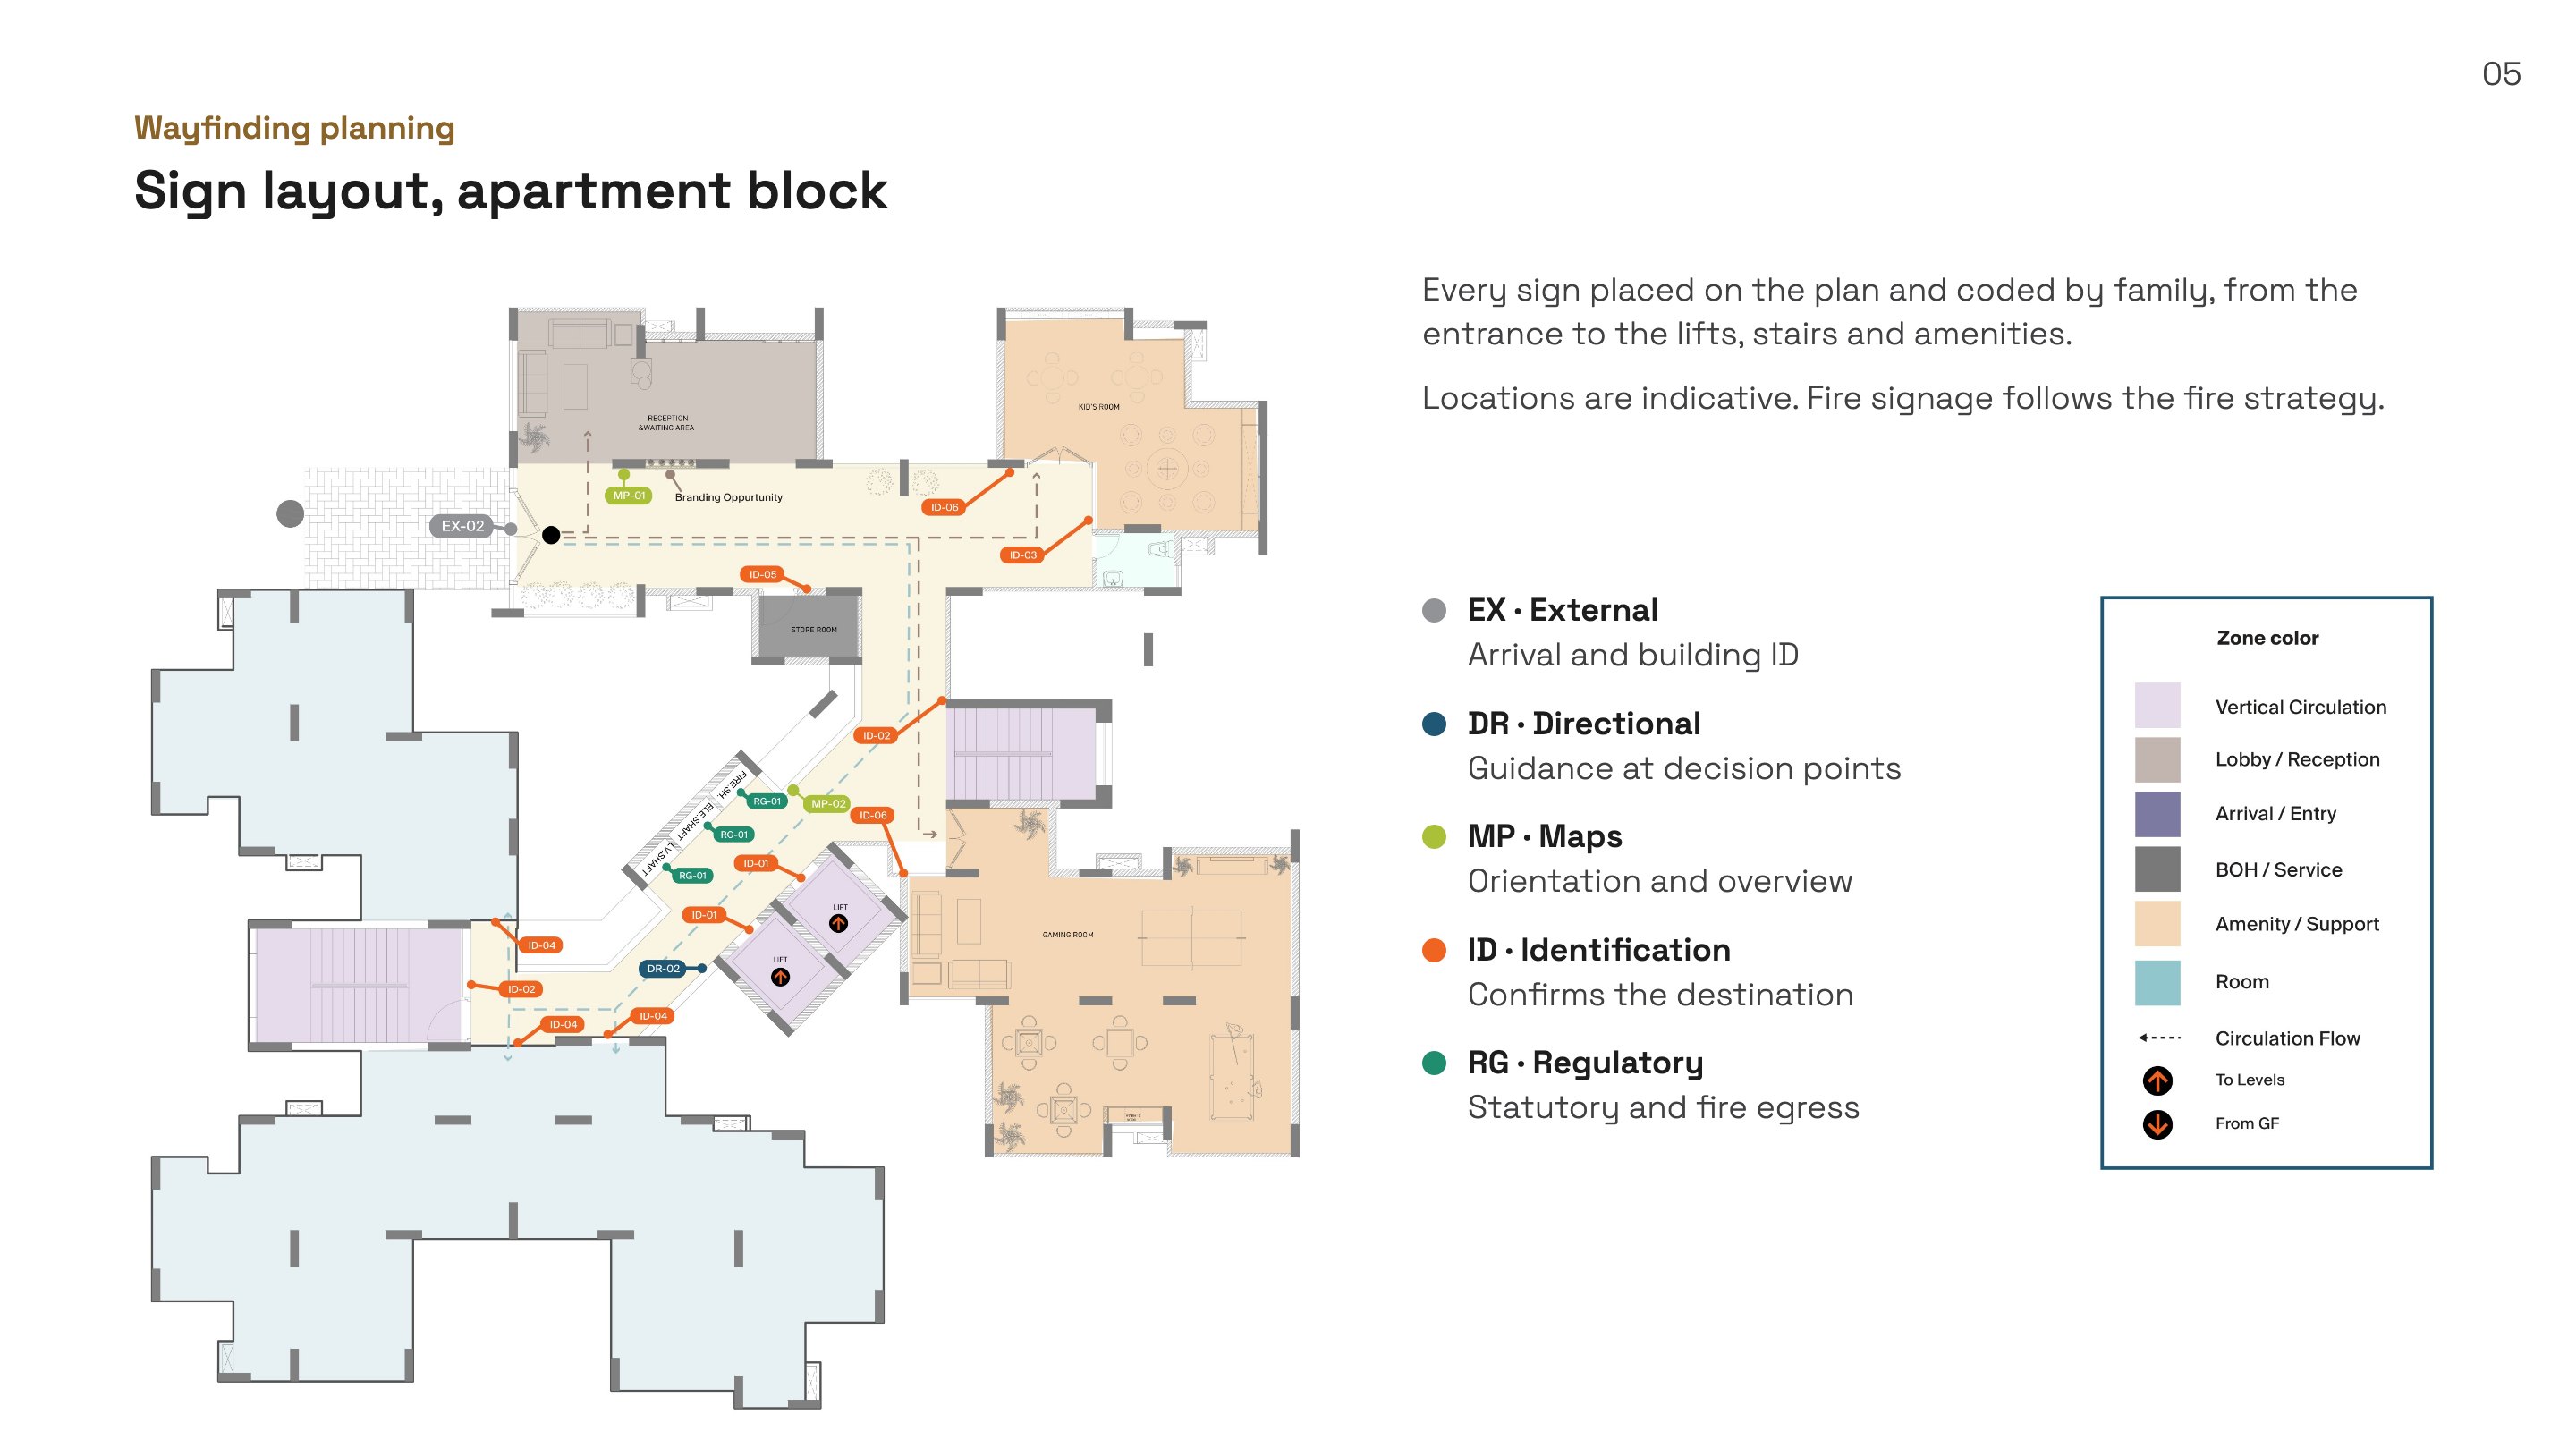 05
Wayfinding planning
Sign layout, apartment block
Every sign placed on the plan and coded by family, from the
entrance to the lifts, stairs and amenities.
Locations are indicative. Fire signage follows the fire strategy.
RECEPTION
&WAITING AREA
KID'S ROOM
MP-01
Branding Oppurtunity
ID-06
EX-02
ID-03
ID-05
STORE ROOM
ID-02
FIRE SH.
RG-01
MP-02
ID-06
ELE.SHAFT
RG-01
ID-01
LV.SHAFT
RG-01
LIFT
ID-01
GAMING ROOM
ID-04
LIFT
DR-02
ID-02
ID-04
ID-04
EX · External
Arrival and building ID
DR · Directional
Guidance at decision points
MP · Maps
Orientation and overview
ID · Identification
Confirms the destination
RG · Regulatory
Statutory and fire egress
Zone color
Vertical Circulation
Lobby / Reception
Arrival / Entry
BOH / Service
Amenity / Support
Room
Circulation Flow
To Levels
From GF